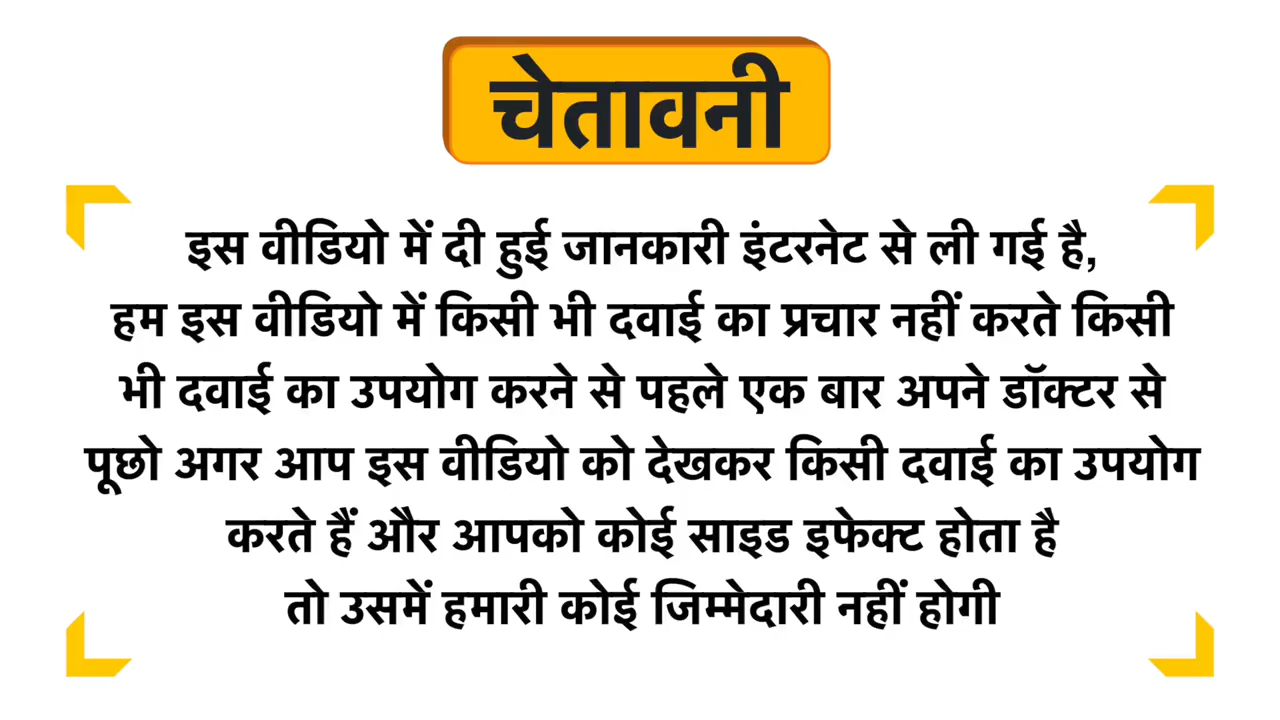 चेतावनी
इस वीडियो में दी हुई जानकारी इंटरनेट से ली गई है,
हम इस वीडियो में किसी भी दवाई का प्रचार नहीं करते किसी
भी दवाई का उपयोग करने से पहले एक बार अपने डॉक्टर से
पूछो अगर आप इस वीडियो को देखकर किसी दवाई का उपयोग
करते हैं और आपको कोई साइड इफेक्ट होता है
तो उसमें हमारी कोई जिम्मेदारी नहीं होगी